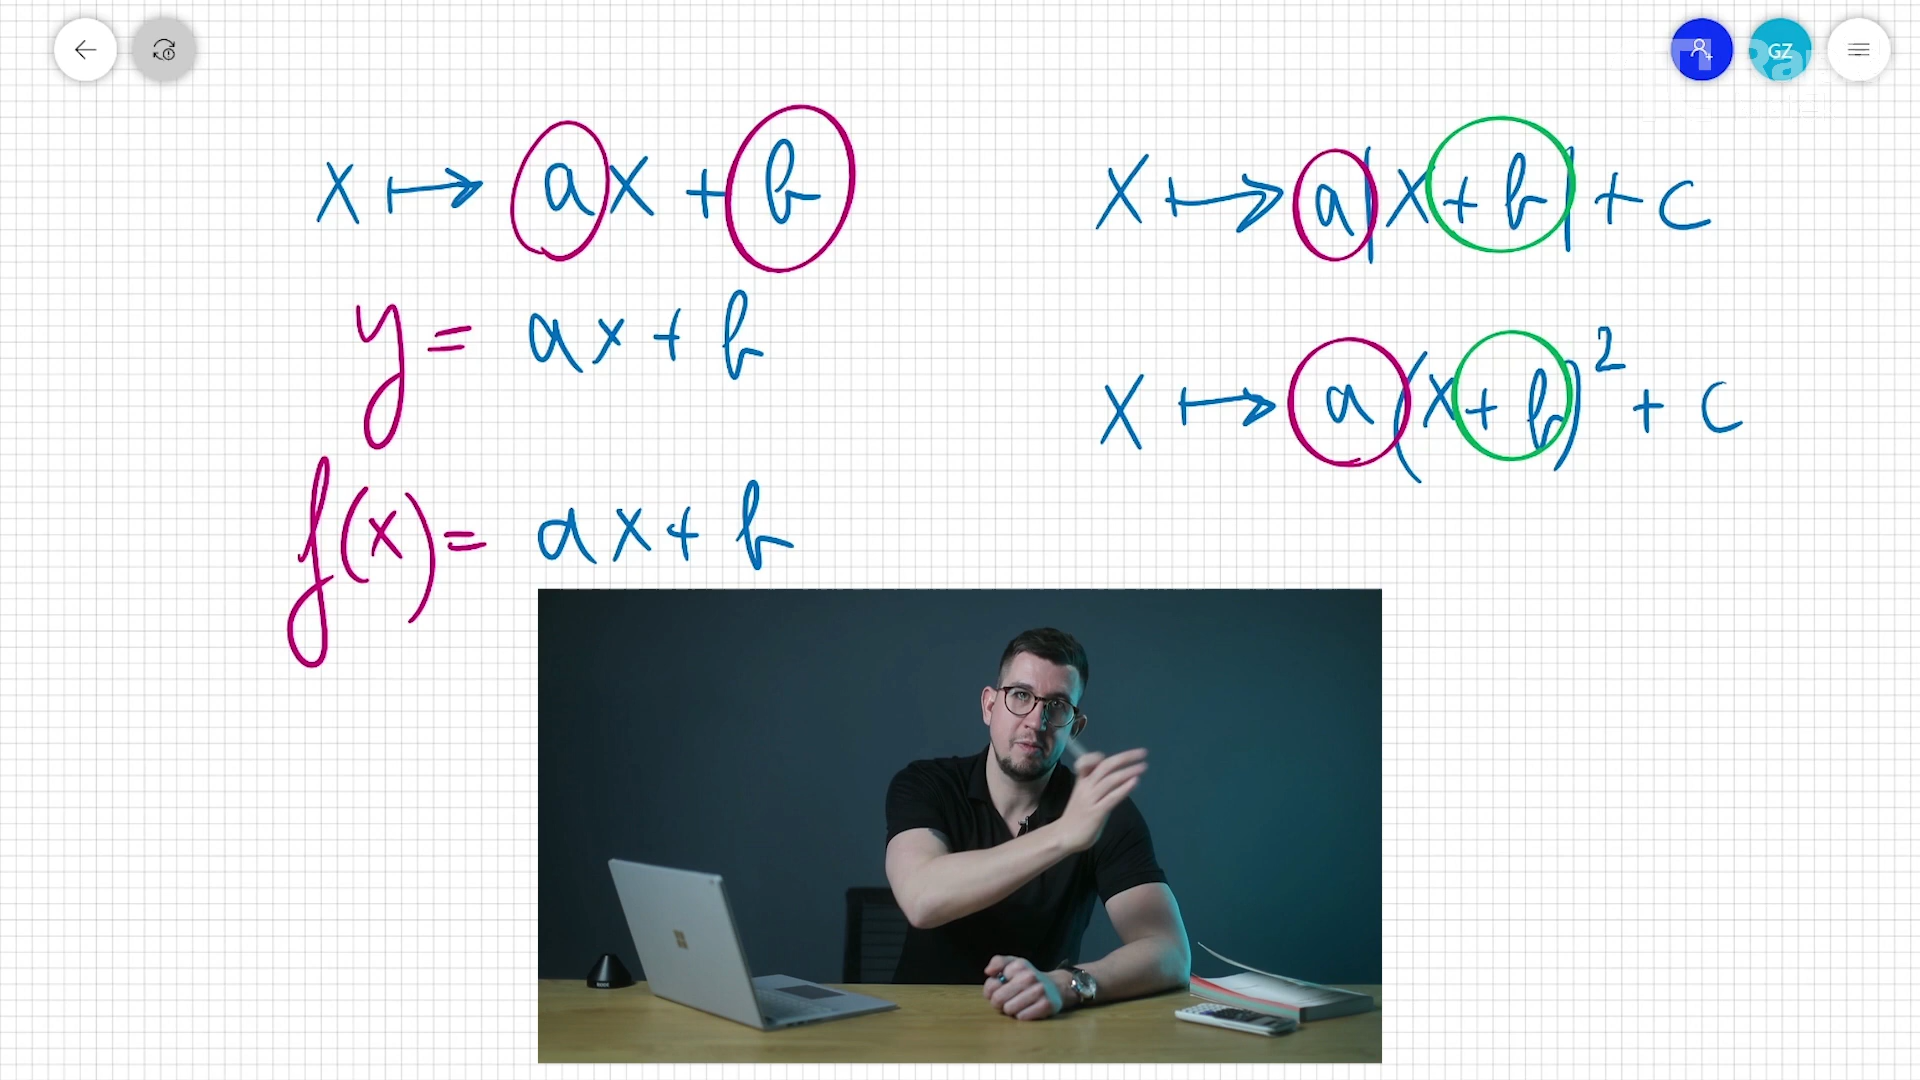 x ↦ ax + b
y = ax + b
f(x) = ax + b
x ↦ a|x + b| + c
x ↦ a(x + b)² + c
GZ